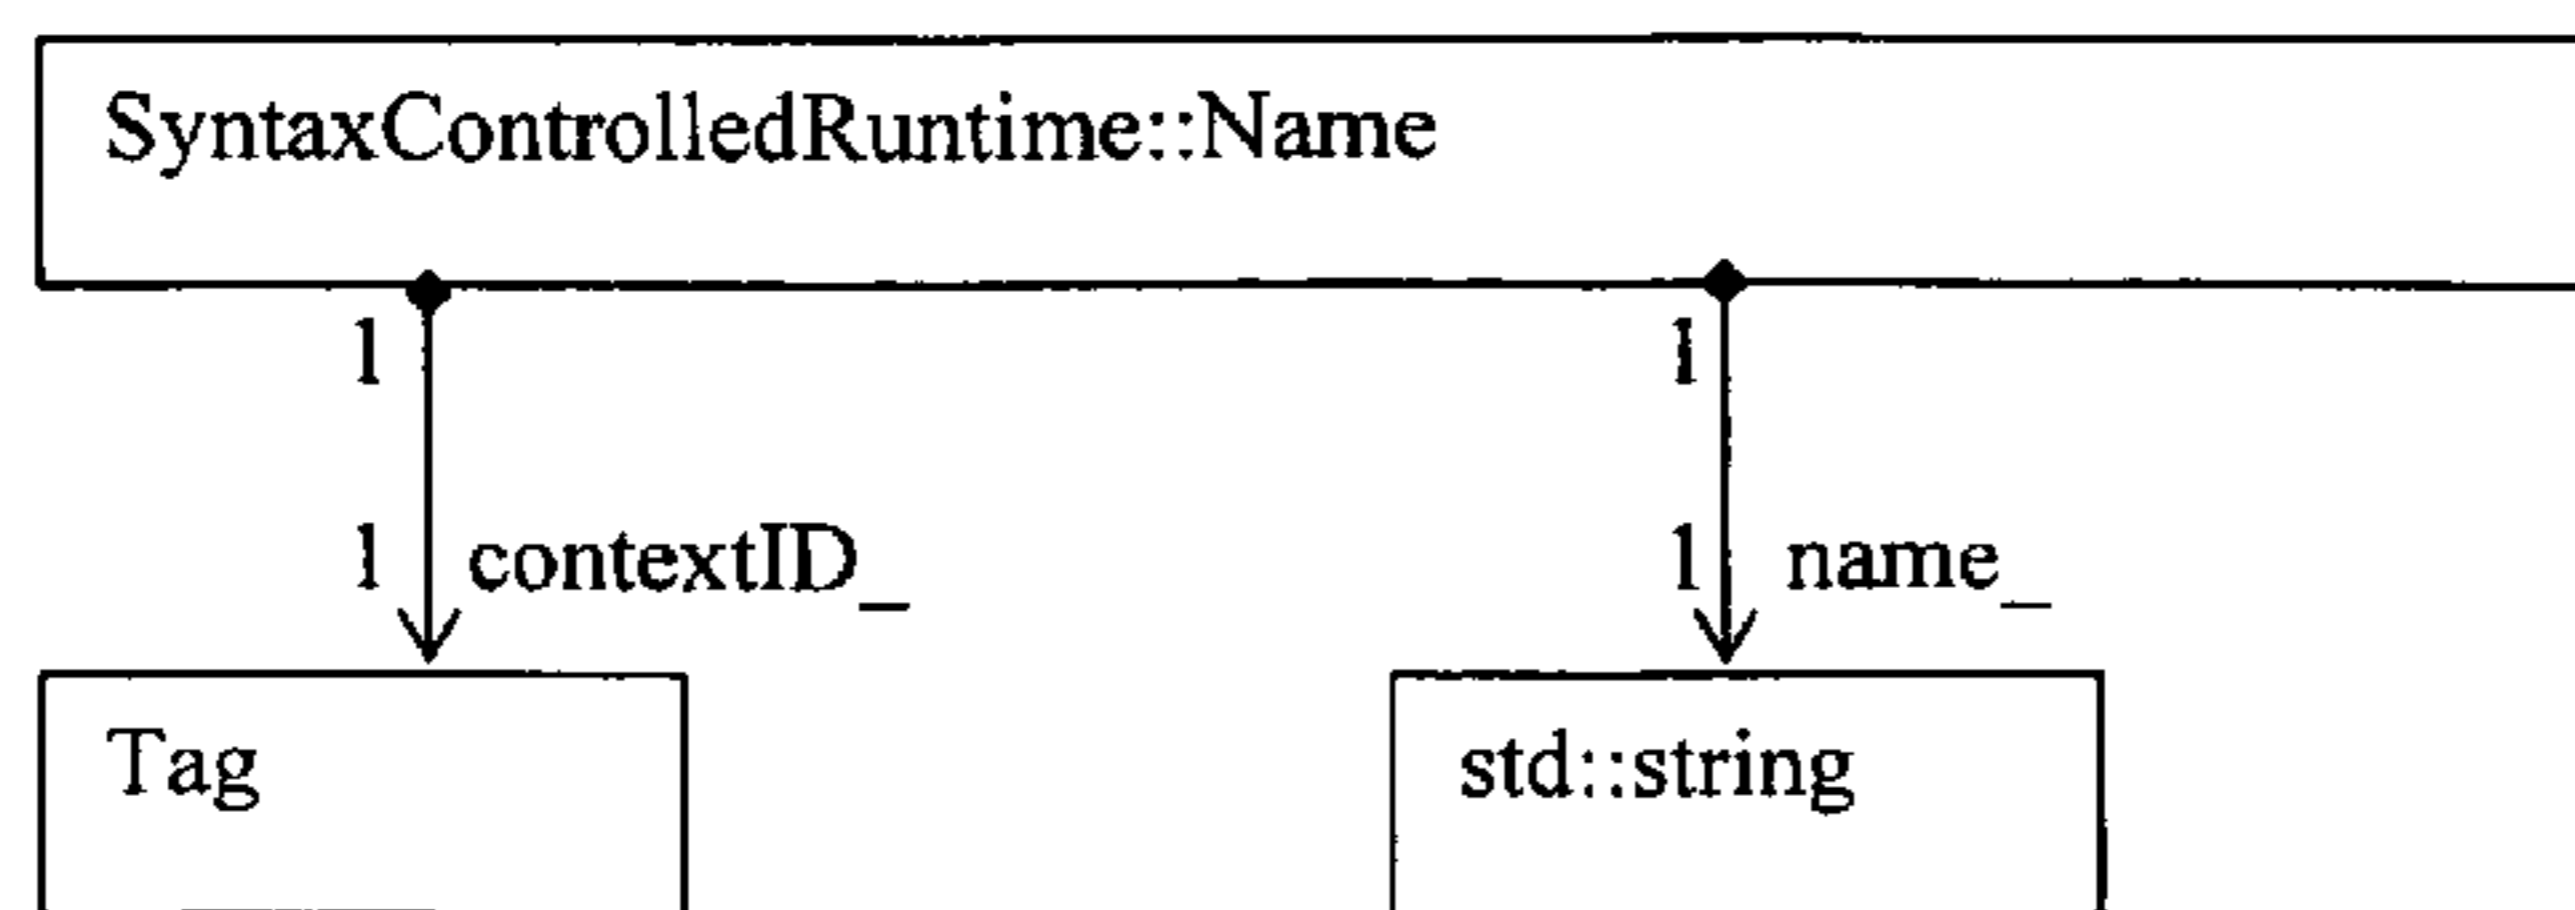 SyntaxControlledRuntime::Name
1 1
1 contextID_ 1 name_
Tag std::string